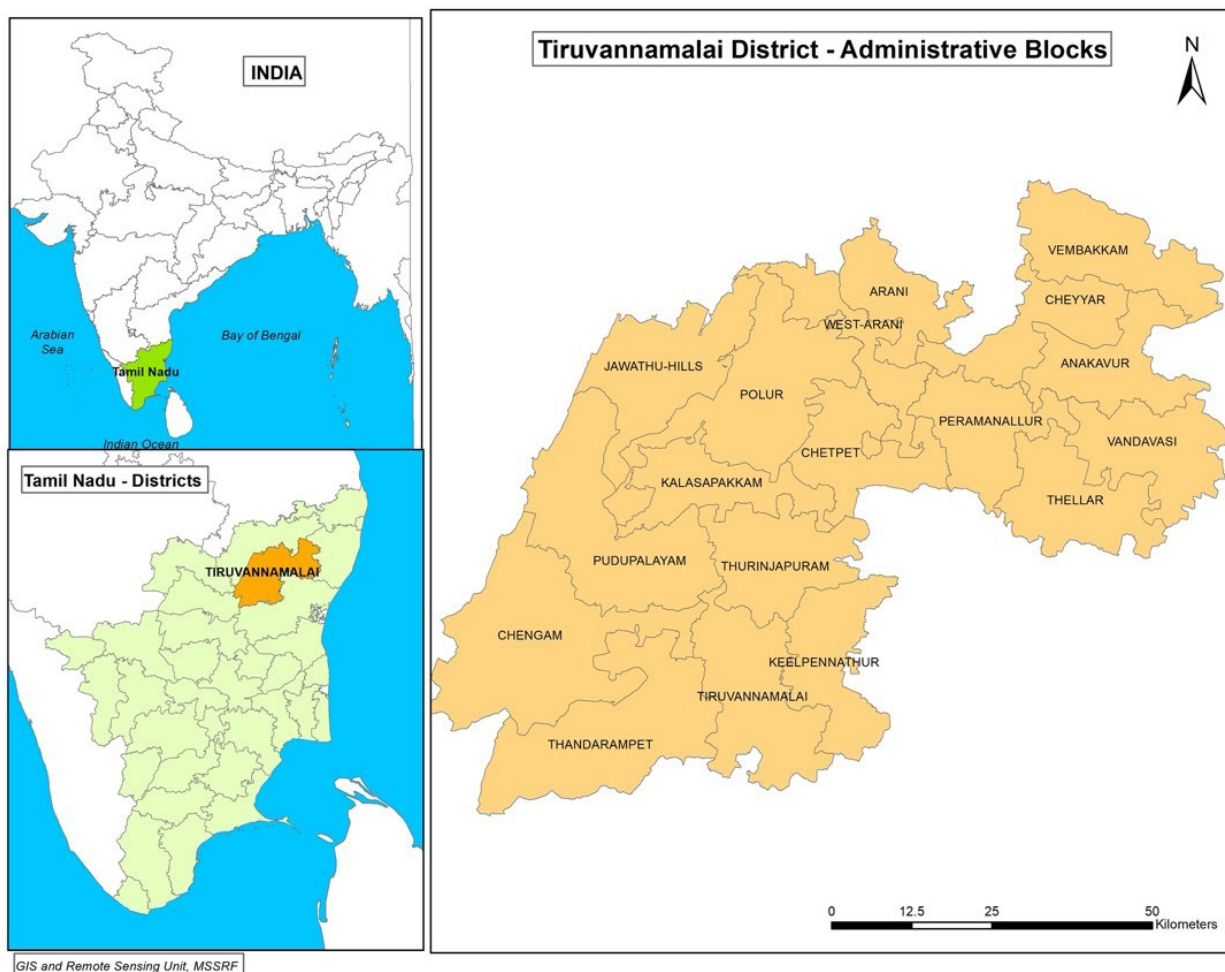 INDIA
Arabian
Sea
Bay of Bengal
Tamil Nadu
Indian Ocean
Tamil Nadu - Districts
TIRUVANNAMALAI
GIS and Remote Sensing Unit, MSSRF
Tiruvannamalai District - Administrative Blocks
N
VEMBAKKAM
ARANI
CHEYYAR
WEST-ARANI
JAWATHU-HILLS
ANAKAVUR
POLUR
PERAMANALLUR
VANDAVASI
CHETPET
KALASAPAKKAM
THELLAR
PUDUPALAYAM
THURINJAPURAM
CHENGAM
KEELPENNATHUR
TIRUVANNAMALAI
THANDARAMPET
0 12.5 25 50
Kilometers